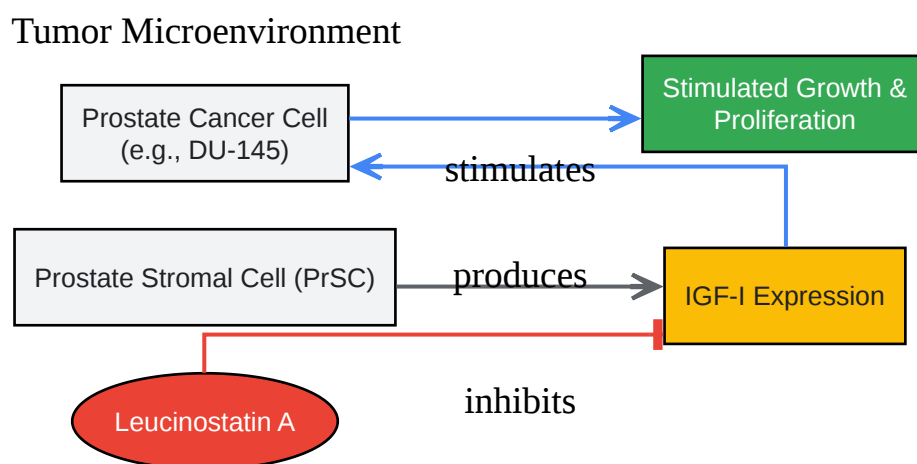 Tumor Microenvironment
Stimulated Growth &
Proliferation
Prostate Cancer Cell
(e.g., DU-145)
stimulates
Prostate Stromal Cell (PrSC)
produces
IGF-I Expression
Leucinostatin A
inhibits